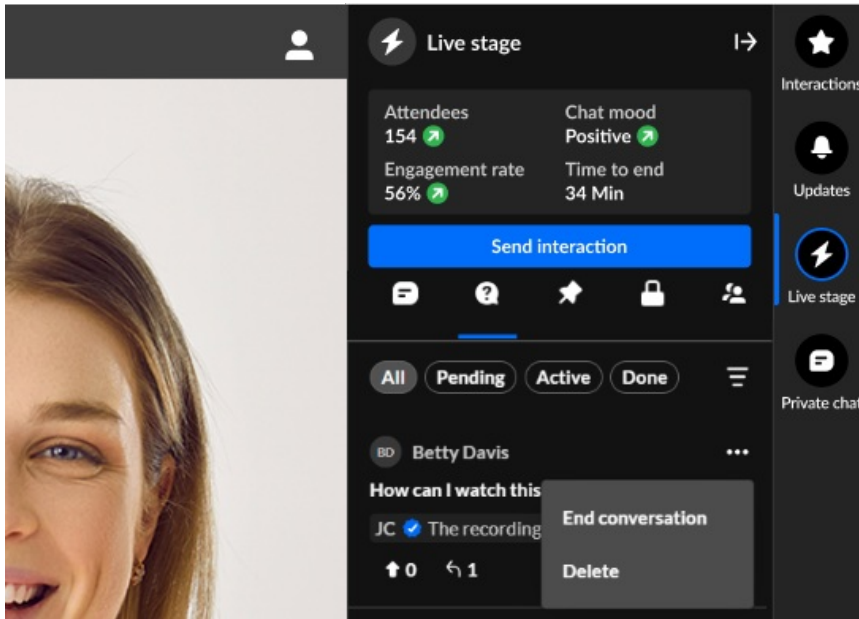 Live stage
Attendees
154
Chat mood
Positive
Engagement rate
56%
Time to end
34 Min
Send interaction
All Pending Active Done
BD Betty Davis
How can I watch this
JC The recording
0 1
End conversation
Delete
Interactions
Updates
Live stage
Private chat